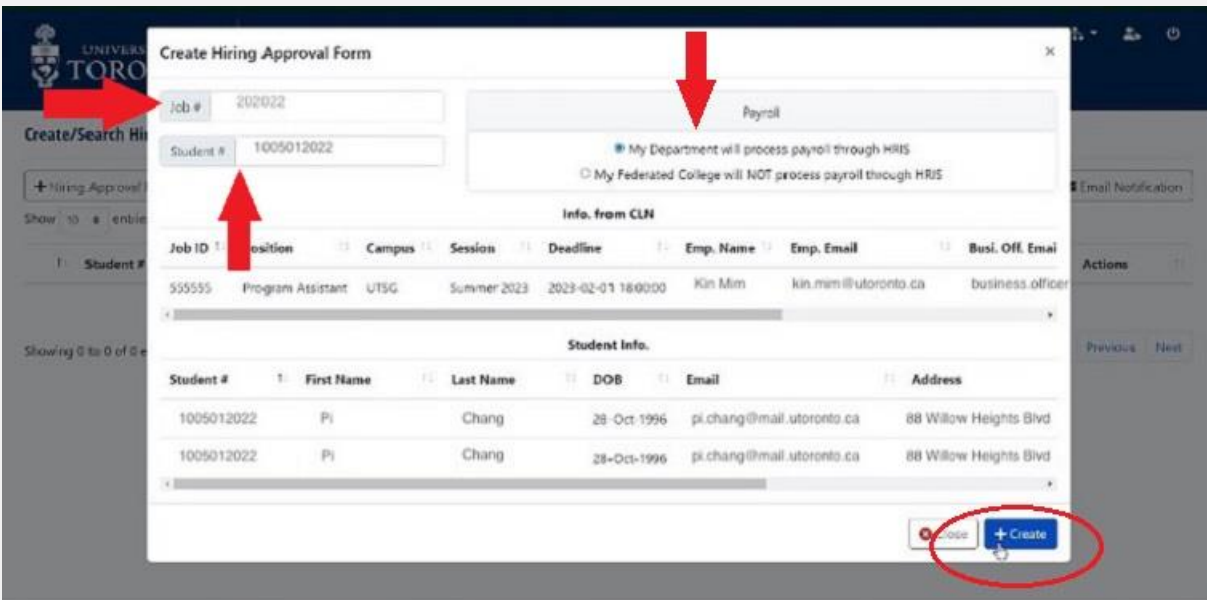 UNIVERS
TORO
Create Hiring Approval Form
×
Job # 202022
Payroll
Create/Search Hi
Student # 1005012022
My Department will process payroll through HRIS
My Federated College will NOT process payroll through HRIS
+ Hiring Approval
Email Notification
Show 10 entrie
Info. from CLN
Job ID osition Campus Session Deadline Emp. Name Emp. Email Busi. Off. Emai
Student # Actions
555555 Program Assistant UTSG Summer 2023 2023-02-01 18:00:00 Kin Mim kin.mim@utoronto.ca business.officer
Student Info.
Showing 0 to 0 of 0 e
Previous Next
Student # First Name Last Name DOB Email Address
1005012022 Pi Chang 28-Oct-1996 pi.chang@mail.utoronto.ca 88 Willow Heights Blvd
1005012022 Pi Chang 28-Oct-1996 pi.chang@mail.utoronto.ca 88 Willow Heights Blvd
Close + Create